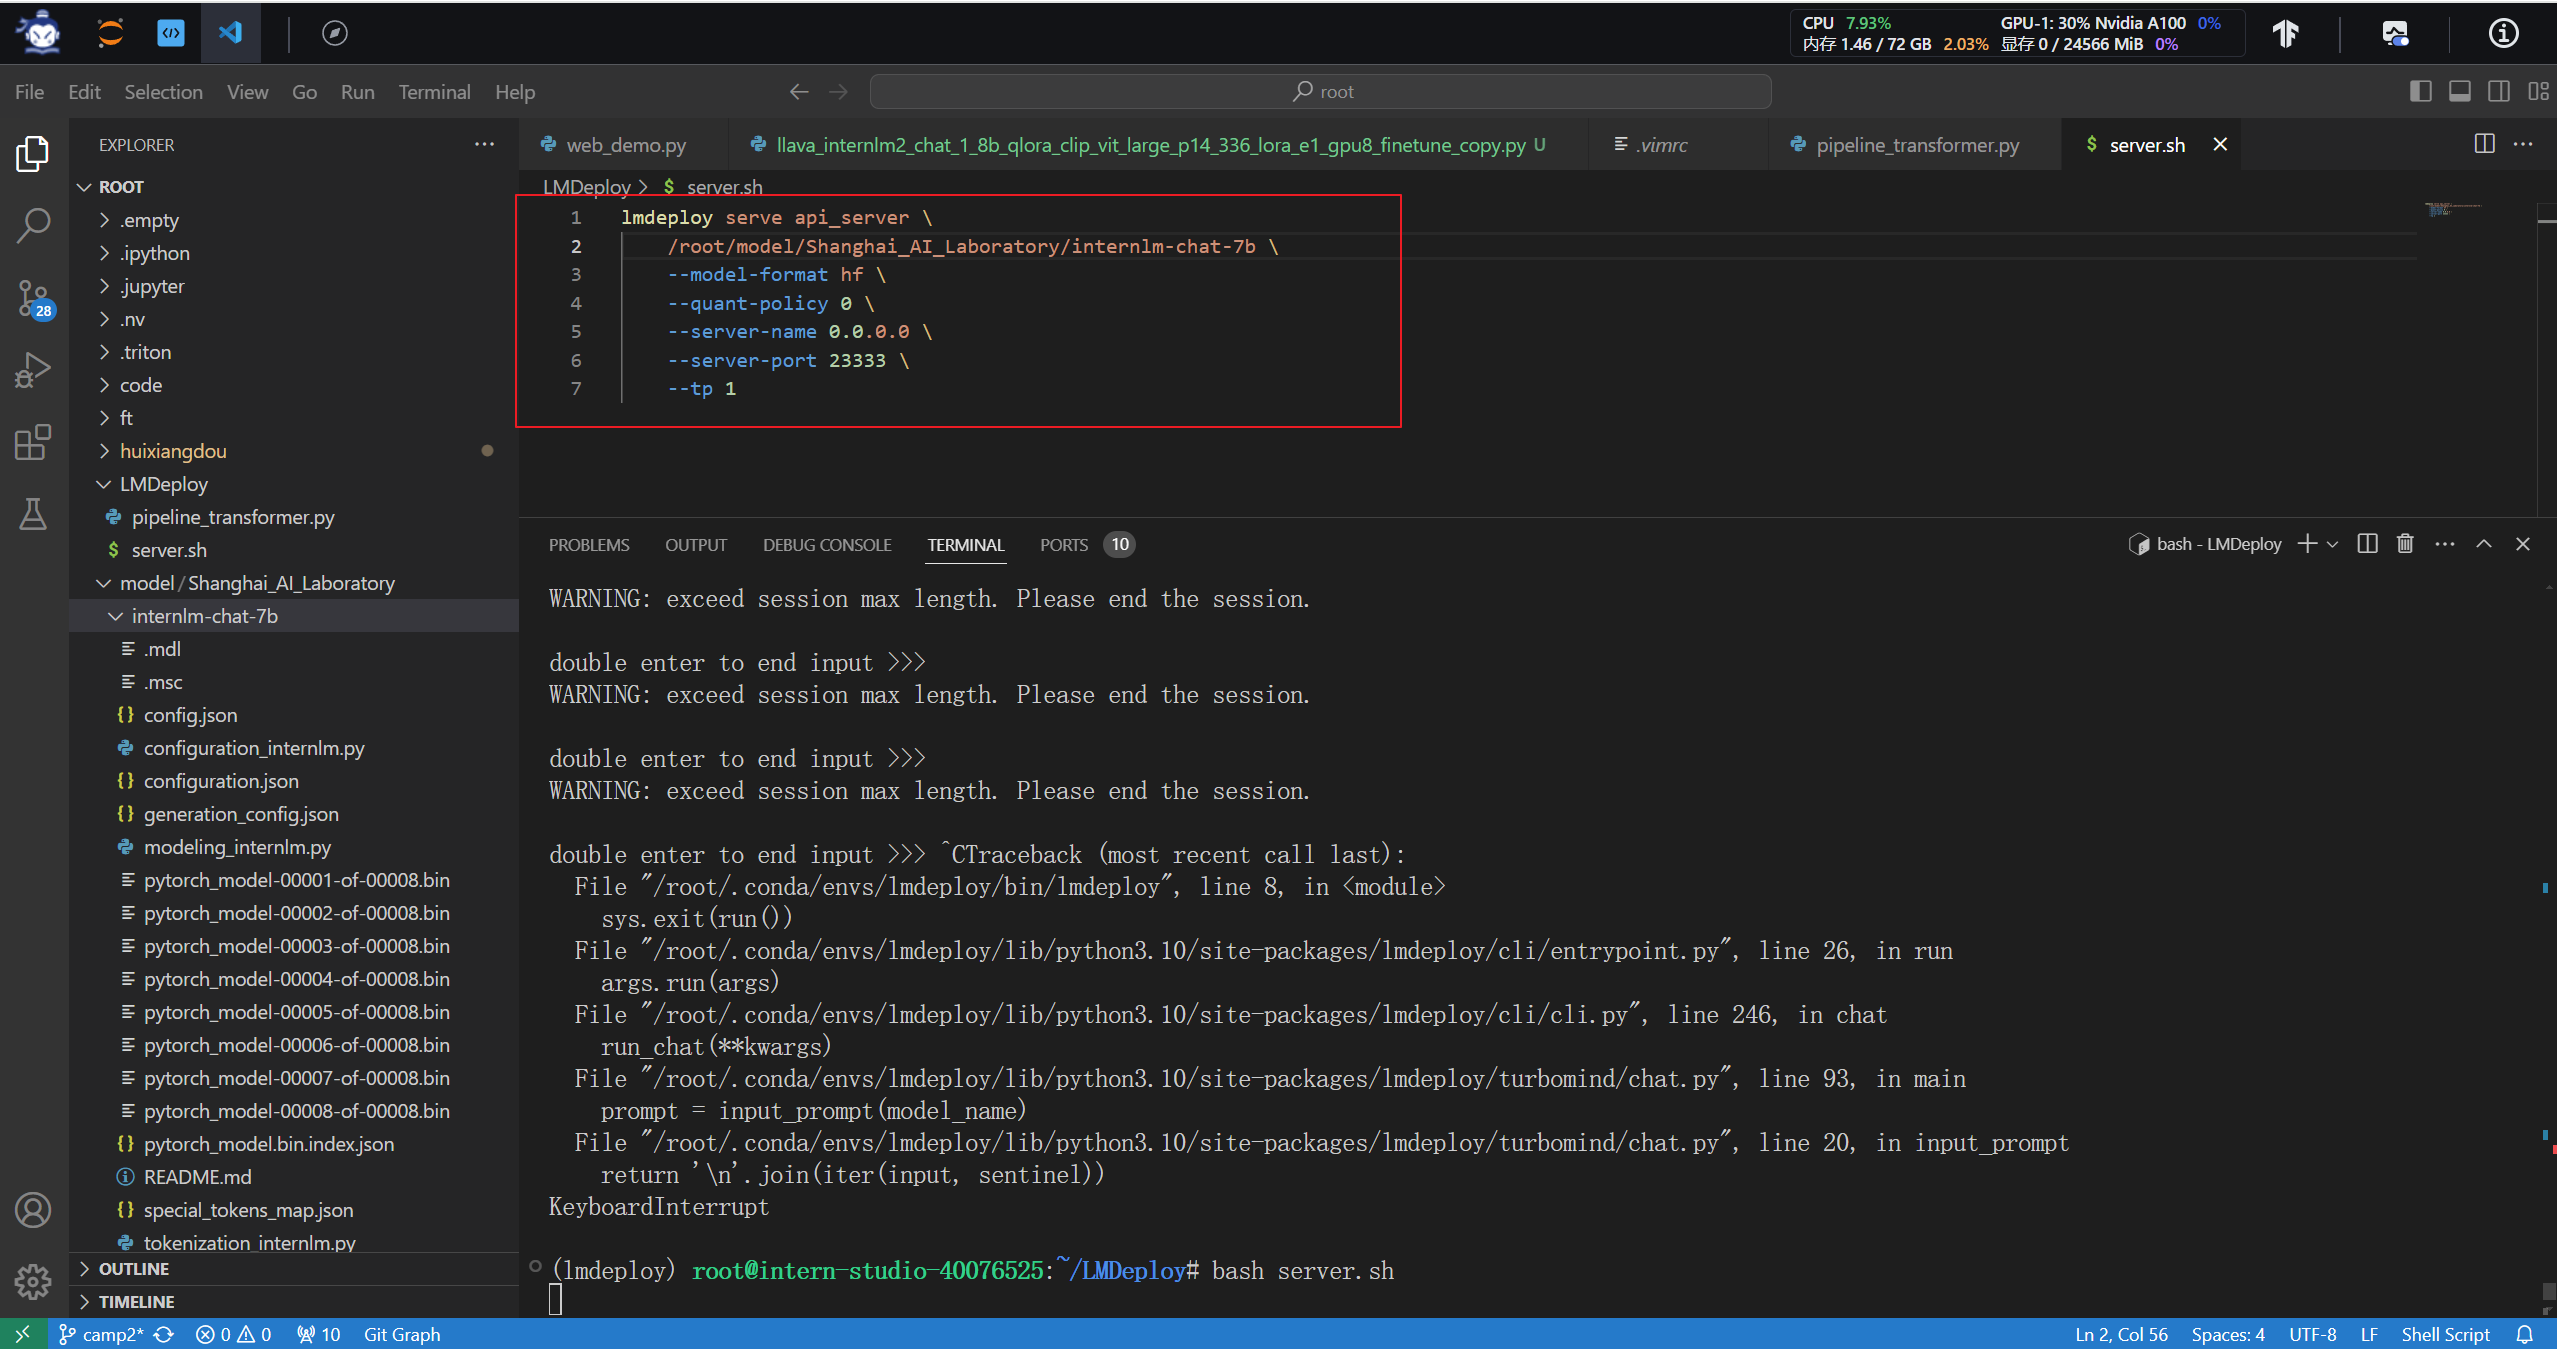 CPU 7.93% GPU-1: 30% Nvidia A100 0%
内存 1.46 / 72 GB 2.03% 显存 0 / 24566 MiB 0%
File Edit Selection View Go Run Terminal Help
root
EXPLORER
ROOT
.empty
.ipython
.jupyter
.nv
.triton
code
ft
huixiangdou
LMDeploy
pipeline_transformer.py
$ server.sh
model / Shanghai_AI_Laboratory
internlm-chat-7b
.mdl
.msc
{} config.json
configuration_internlm.py
{} configuration.json
{} generation_config.json
modeling_internlm.py
pytorch_model-00001-of-00008.bin
pytorch_model-00002-of-00008.bin
pytorch_model-00003-of-00008.bin
pytorch_model-00004-of-00008.bin
pytorch_model-00005-of-00008.bin
pytorch_model-00006-of-00008.bin
pytorch_model-00007-of-00008.bin
pytorch_model-00008-of-00008.bin
{} pytorch_model.bin.index.json
README.md
{} special_tokens_map.json
tokenization_internlm.py
OUTLINE
TIMELINE
28
web_demo.py llava_internlm2_chat_1_8b_qlora_clip_vit_large_p14_336_lora_e1_gpu8_finetune_copy.py U .vimrc pipeline_transformer.py $ server.sh
LMDeploy > $ server.sh
1 lmdeploy serve api_server \
2 /root/model/Shanghai_AI_Laboratory/internlm-chat-7b \
3 --model-format hf \
4 --quant-policy 0 \
5 --server-name 0.0.0.0 \
6 --server-port 23333 \
7 --tp 1
PROBLEMS OUTPUT DEBUG CONSOLE TERMINAL PORTS 10 bash - LMDeploy
WARNING: exceed session max length. Please end the session.
double enter to end input >>>
WARNING: exceed session max length. Please end the session.
double enter to end input >>>
WARNING: exceed session max length. Please end the session.
double enter to end input >>> ^CTraceback (most recent call last):
File "/root/.conda/envs/lmdeploy/bin/lmdeploy", line 8, in <module>
sys.exit(run())
File "/root/.conda/envs/lmdeploy/lib/python3.10/site-packages/lmdeploy/cli/entrypoint.py", line 26, in run
args.run(args)
File "/root/.conda/envs/lmdeploy/lib/python3.10/site-packages/lmdeploy/cli/cli.py", line 246, in chat
run_chat(**kwargs)
File "/root/.conda/envs/lmdeploy/lib/python3.10/site-packages/lmdeploy/turbomind/chat.py", line 93, in main
prompt = input_prompt(model_name)
File "/root/.conda/envs/lmdeploy/lib/python3.10/site-packages/lmdeploy/turbomind/chat.py", line 20, in input_prompt
return '\n'.join(iter(input, sentinel))
KeyboardInterrupt
(lmdeploy) root@intern-studio-40076525:~/LMDeploy# bash server.sh
camp2* 0 0 10 Git Graph Ln 2, Col 56 Spaces: 4 UTF-8 LF Shell Script